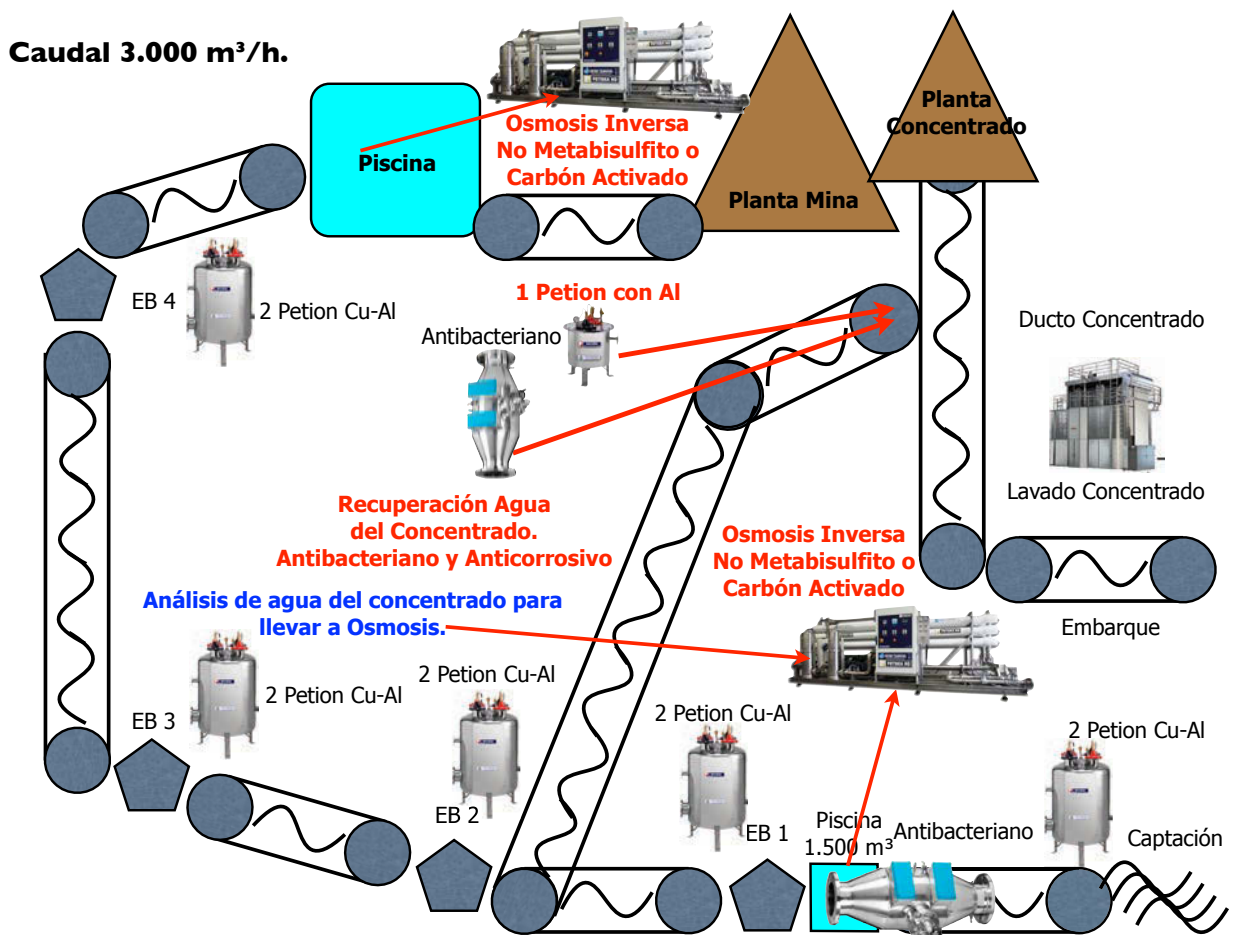 Caudal 3.000 m³/h.
Planta
Concentrado
Osmosis Inversa
No Metabisulfito o
Carbón Activado
Piscina
Planta Mina
EB 4
2 Petion Cu-Al
1 Petion con Al
Antibacteriano
Ducto Concentrado
Lavado Concentrado
Recuperación Agua
del Concentrado.
Antibacteriano y Anticorrosivo
Osmosis Inversa
No Metabisulfito o
Carbón Activado
Análisis de agua del concentrado para
llevar a Osmosis.
Embarque
2 Petion Cu-Al
2 Petion Cu-Al
EB 3
2 Petion Cu-Al
2 Petion Cu-Al
EB 2
EB 1
Piscina
1.500 m³
Antibacteriano
Captación